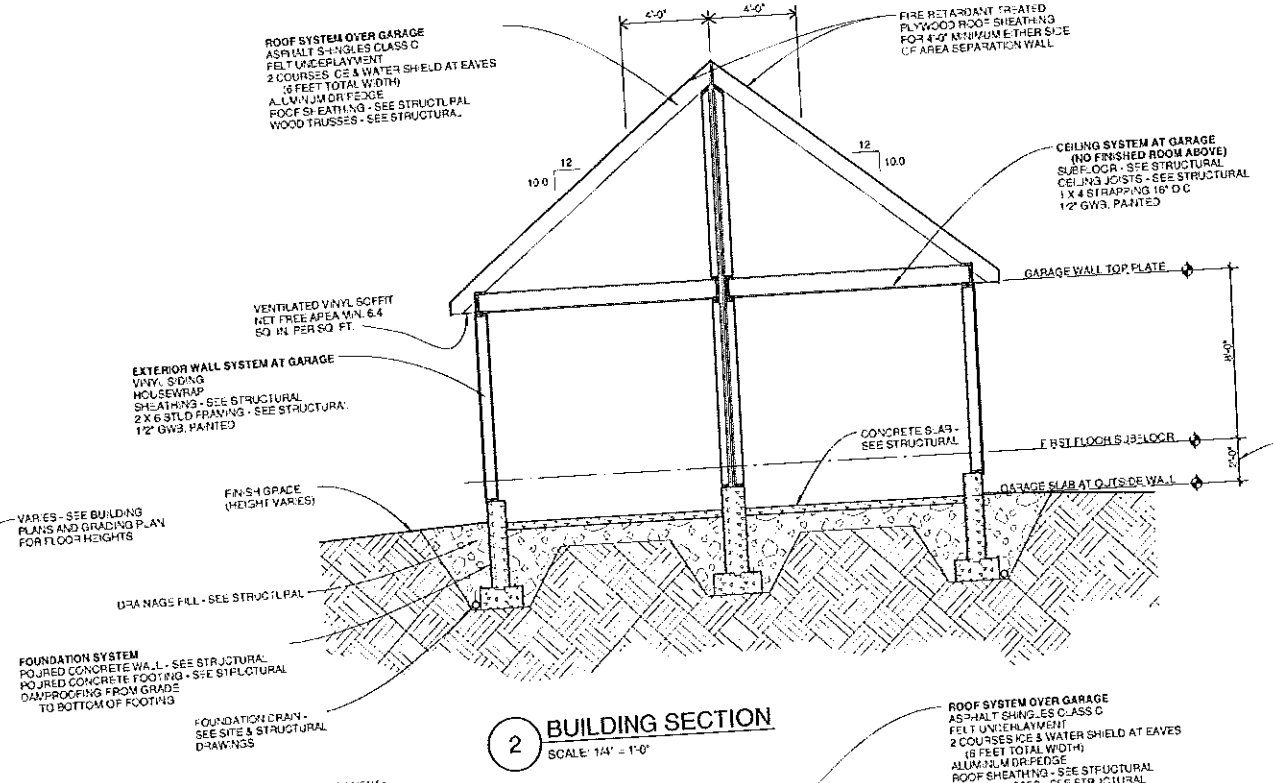 4'-0"
4'-0"
ROOF SYSTEM OVER GARAGE
ASPHALT SHINGLES CLASS C
FELT UNDERLAYMENT
2 COURSES ICE & WATER SHIELD AT EAVES
(6 FEET TOTAL WIDTH)
ALUMINUM DRIPEDGE
ROOF SHEATHING - SEE STRUCTURAL
WOOD TRUSSES - SEE STRUCTURAL
FIRE RETARDANT TREATED
PLYWOOD ROOF SHEATHING
FOR 4'-0" MINIMUM EITHER SIDE
OF AREA SEPARATION WALL
12
10.0
12
10.0
CEILING SYSTEM AT GARAGE
(NO FINISHED ROOM ABOVE)
SUBFLOOR - SEE STRUCTURAL
CEILING JOISTS - SEE STRUCTURAL
1 X 4 STRAPPING 16" O.C.
1/2" GWB, PAINTED
GARAGE WALL TOP PLATE
VENTILATED VINYL SOFFIT
NET FREE AREA MIN. 6.4
SQ. IN. PER SQ. FT.
EXTERIOR WALL SYSTEM AT GARAGE
VINYL SIDING
HOUSEWRAP
SHEATHING - SEE STRUCTURAL
2 X 6 STUD FRAMING - SEE STRUCTURAL
1/2" GWB, PAINTED
8'-0"
CONCRETE SLAB -
SEE STRUCTURAL
FIRST FLOOR SUBFLOOR
2'-0"
GARAGE SLAB AT OUTSIDE WALL
FINISH GRADE
(HEIGHT VARIES)
VARIES - SEE BUILDING
PLANS AND GRADING PLAN
FOR FLOOR HEIGHTS
DRAINAGE FILL - SEE STRUCTURAL
FOUNDATION SYSTEM
POURED CONCRETE WALL - SEE STRUCTURAL
POURED CONCRETE FOOTING - SEE STRUCTURAL
DAMPROOFING FROM GRADE
TO BOTTOM OF FOOTING
FOUNDATION DRAIN -
SEE SITE & STRUCTURAL
DRAWINGS
2
BUILDING SECTION
SCALE: 1/4" = 1'-0"
ROOF SYSTEM OVER GARAGE
ASPHALT SHINGLES CLASS C
FELT UNDERLAYMENT
2 COURSES ICE & WATER SHIELD AT EAVES
(6 FEET TOTAL WIDTH)
ALUMINUM DRIPEDGE
ROOF SHEATHING - SEE STRUCTURAL
SEE STRUCTURAL